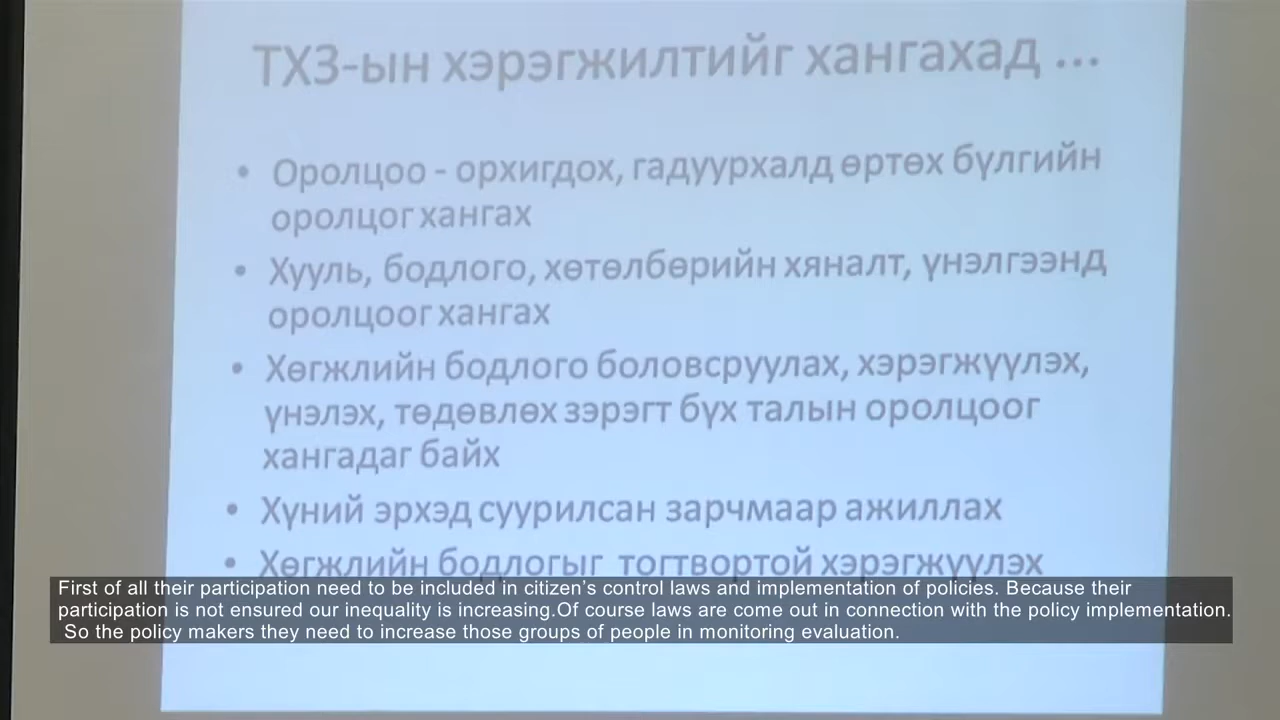 ТХЗ-ын хэрэгжилтийг хангахад ...
• Оролцоо - орхигдох, гадуурхалд өртөх бүлгийн
оролцог хангах
• Хууль, бодлого, хөтөлбөрийн хяналт, үнэлгээнд
оролцоог хангах
• Хөгжлийн бодлого боловсруулах, хэрэгжүүлэх,
үнэлэх, төдөвлөх зэрэгт бүх талын оролцоог
хангадаг байх
• Хүний эрхэд суурилсан зарчмаар ажиллах
• Хөгжлийн бодлогыг тогтвортой хэрэгжүүлэх
First of all their participation need to be included in citizen's control laws and implementation of policies. Because their
participation is not ensured our inequality is increasing.Of course laws are come out in connection with the policy implementation.
So the policy makers they need to increase those groups of people in monitoring evaluation.